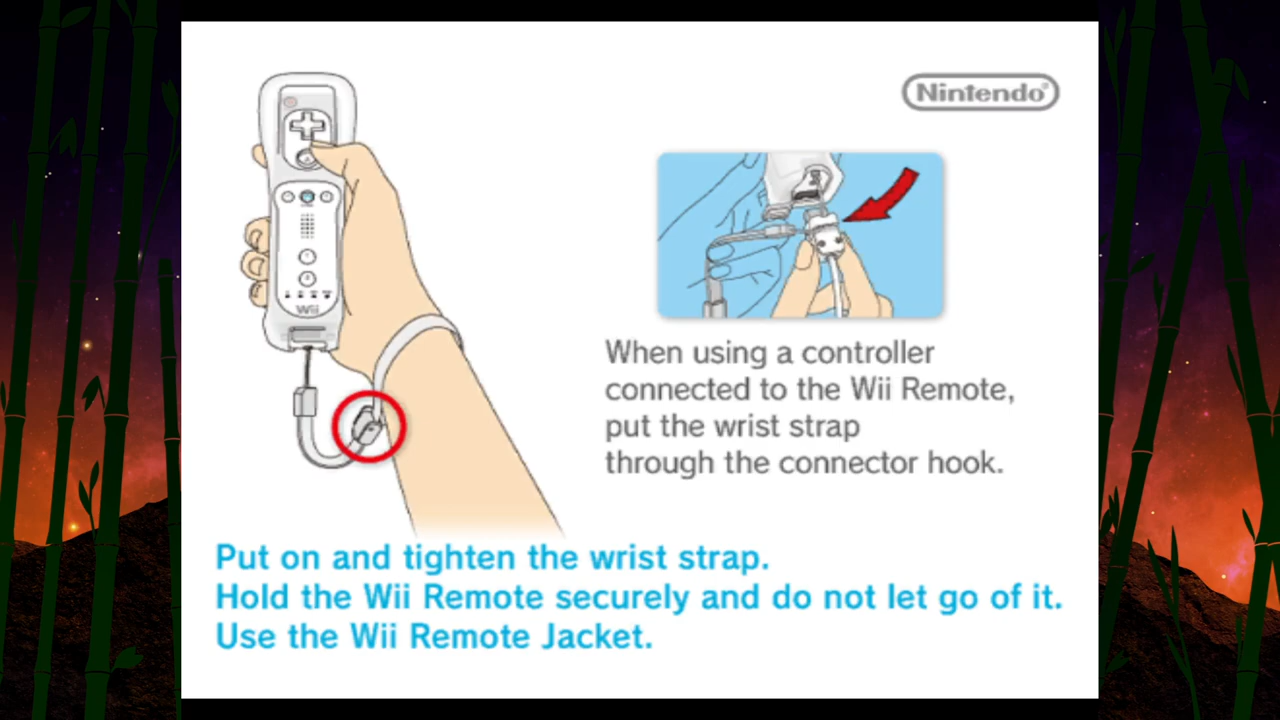 Nintendo®
Wii
When using a controller
connected to the Wii Remote,
put the wrist strap
through the connector hook.
Put on and tighten the wrist strap.
Hold the Wii Remote securely and do not let go of it.
Use the Wii Remote Jacket.